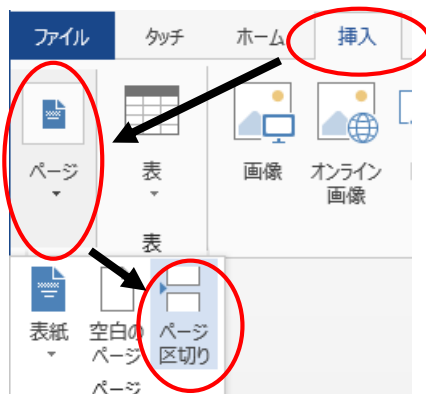 ファイル
タッチ
ホーム
挿入
ページ
表
画像
オンライン
画像
表
表紙
空白の
ページ
ページ
区切り
ページ